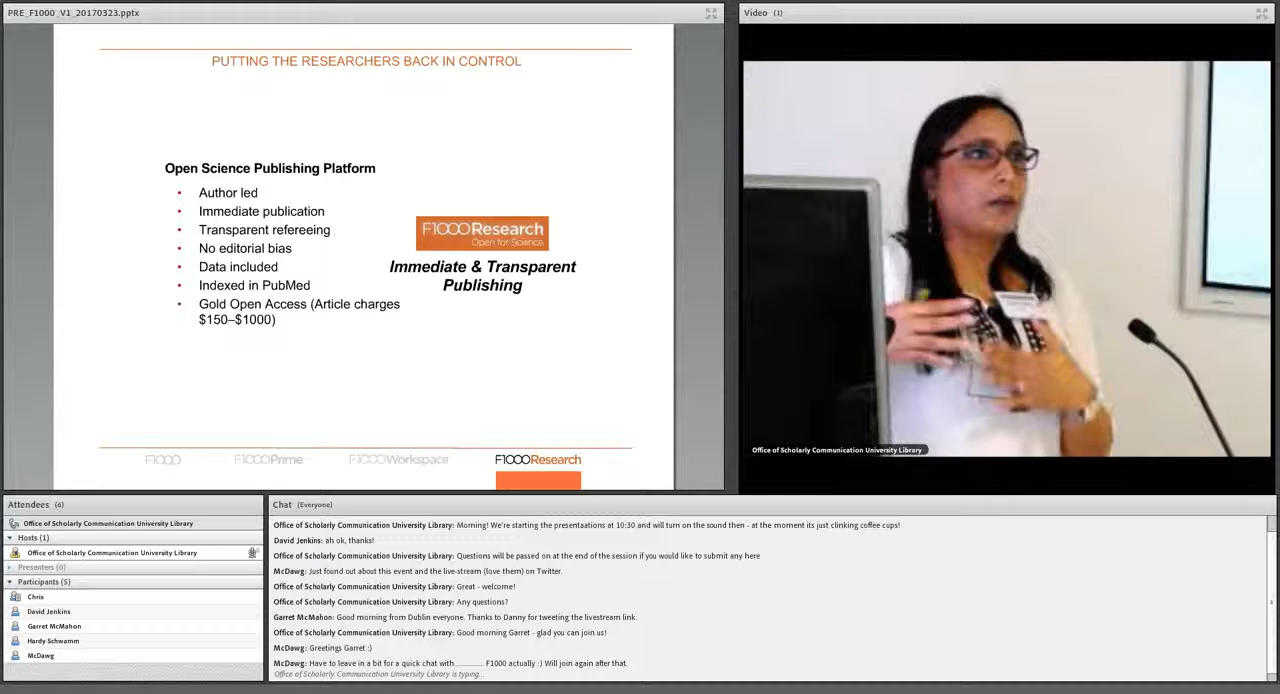 PRE_F1000_V1_20170323.pptx
PUTTING THE RESEARCHERS BACK IN CONTROL
Open Science Publishing Platform
• Author led
• Immediate publication
• Transparent refereeing
• No editorial bias
• Data included
• Indexed in PubMed
• Gold Open Access (Article charges
$150–$1000)
F1000Research
Open for Science
Immediate & Transparent
Publishing
F1000 F1000Prime F1000Workspace F1000Research
Video (1)
Office of Scholarly Communication University Library
Attendees (6)
Office of Scholarly Communication University Library
Hosts (1)
Office of Scholarly Communication University Library
Presenters (0)
Participants (5)
Chris
David Jenkins
Garret McMahon
Hardy Schwamm
McDawg
Chat (Everyone)
Office of Scholarly Communication University Library: Morning! We're starting the presentaations at 10:30 and will turn on the sound then - at the moment its just clinking coffee cups!
David Jenkins: ah ok, thanks!
Office of Scholarly Communication University Library: Questions will be passed on at the end of the session if you would like to submit any here
McDawg: Just found out about this event and the live-stream (love them) on Twitter.
Office of Scholarly Communication University Library: Great - welcome!
Office of Scholarly Communication University Library: Any questions?
Garret McMahon: Good morning from Dublin everyone. Thanks to Danny for tweeting the livestream link.
Office of Scholarly Communication University Library: Good morning Garret - glad you can join us!
McDawg: Greetings Garret :)
McDawg: Have to leave in a bit for a quick chat with............... F1000 actually :) Will join again after that.
Office of Scholarly Communication University Library is typing...